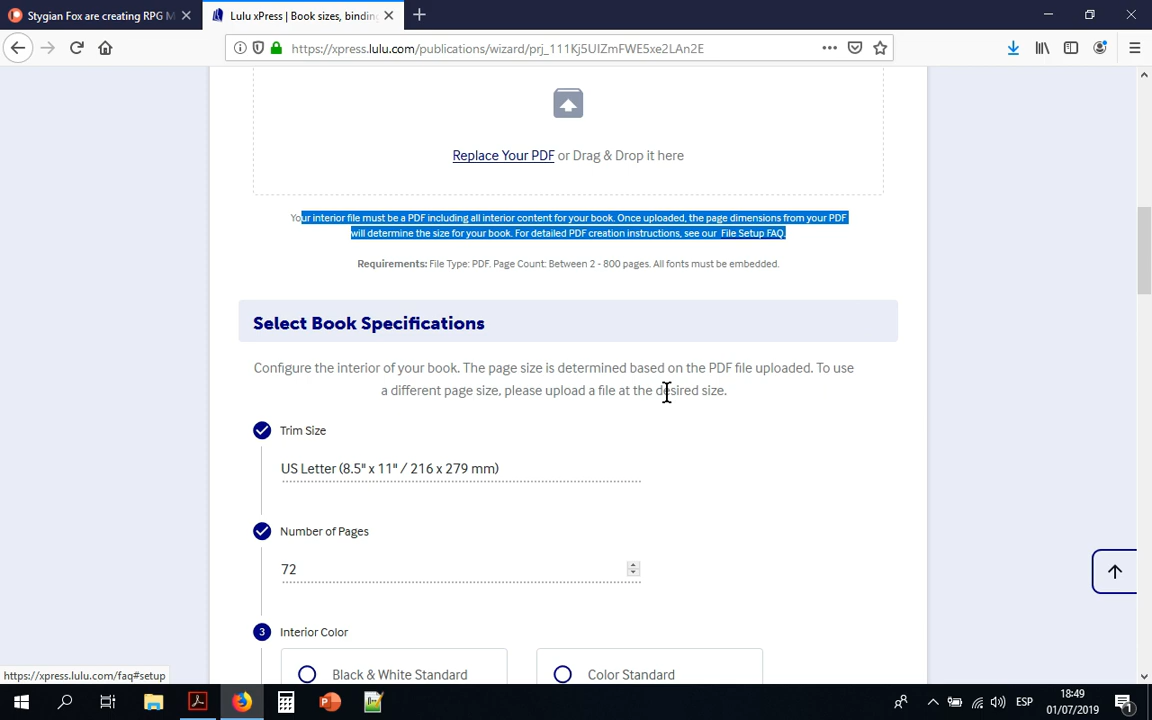 Stygian Fox are creating RPG M
Lulu xPress | Book sizes, bindin
https://xpress.lulu.com/publications/wizard/prj_111Kj5UIZmFWE5xe2LAn2E
Replace Your PDF or Drag & Drop it here
Your interior file must be a PDF including all interior content for your book. Once uploaded, the page dimensions from your PDF
will determine the size for your book. For detailed PDF creation instructions, see our File Setup FAQ.
Requirements: File Type: PDF. Page Count: Between 2 - 800 pages. All fonts must be embedded.
Select Book Specifications
Configure the interior of your book. The page size is determined based on the PDF file uploaded. To use
a different page size, please upload a file at the desired size.
Trim Size
US Letter (8.5" x 11" / 216 x 279 mm)
Number of Pages
72
3 Interior Color
Black & White Standard
Color Standard
https://xpress.lulu.com/faq#setup
ESP
18:49
01/07/2019
1